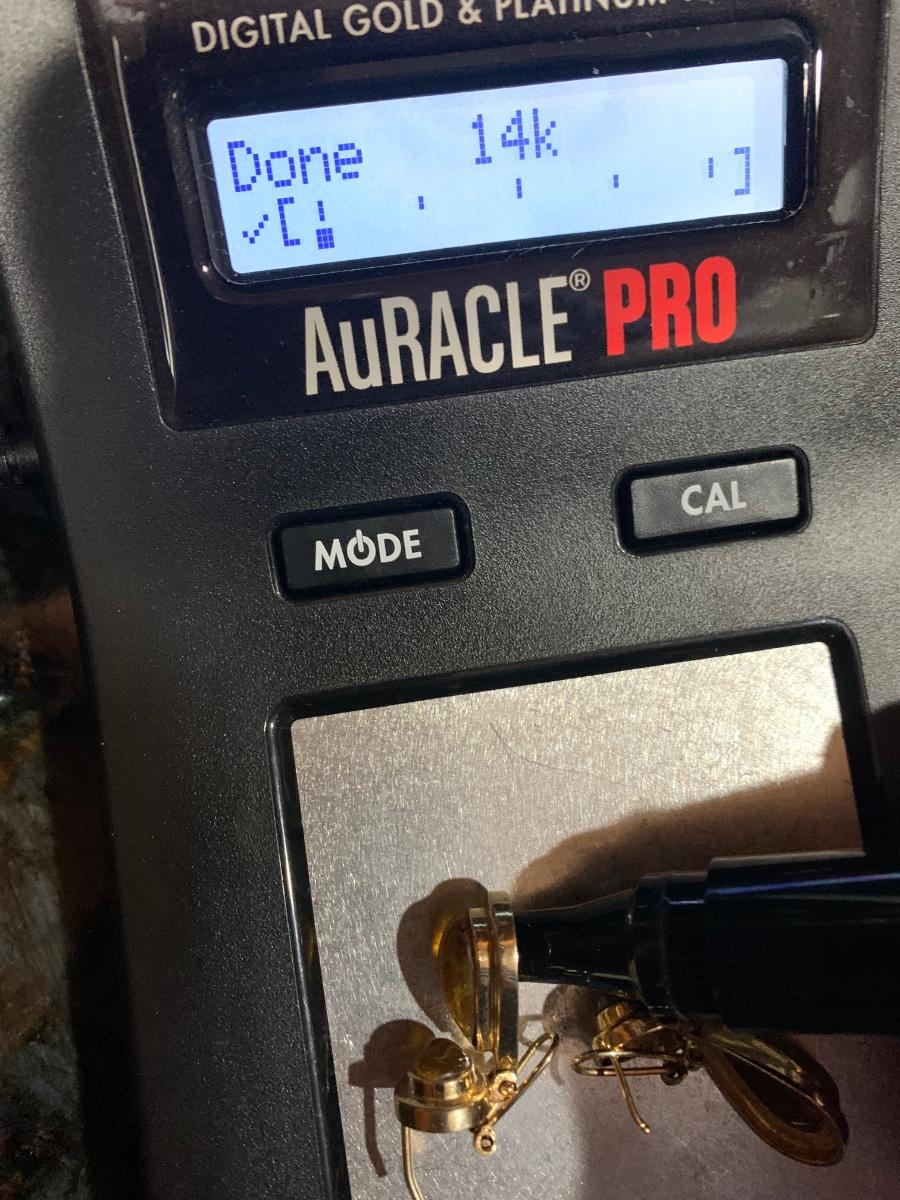 DIGITAL GOLD & PLATINUM
Done 14k
✓[ ]
AuRACLE® PRO
MODE
CAL